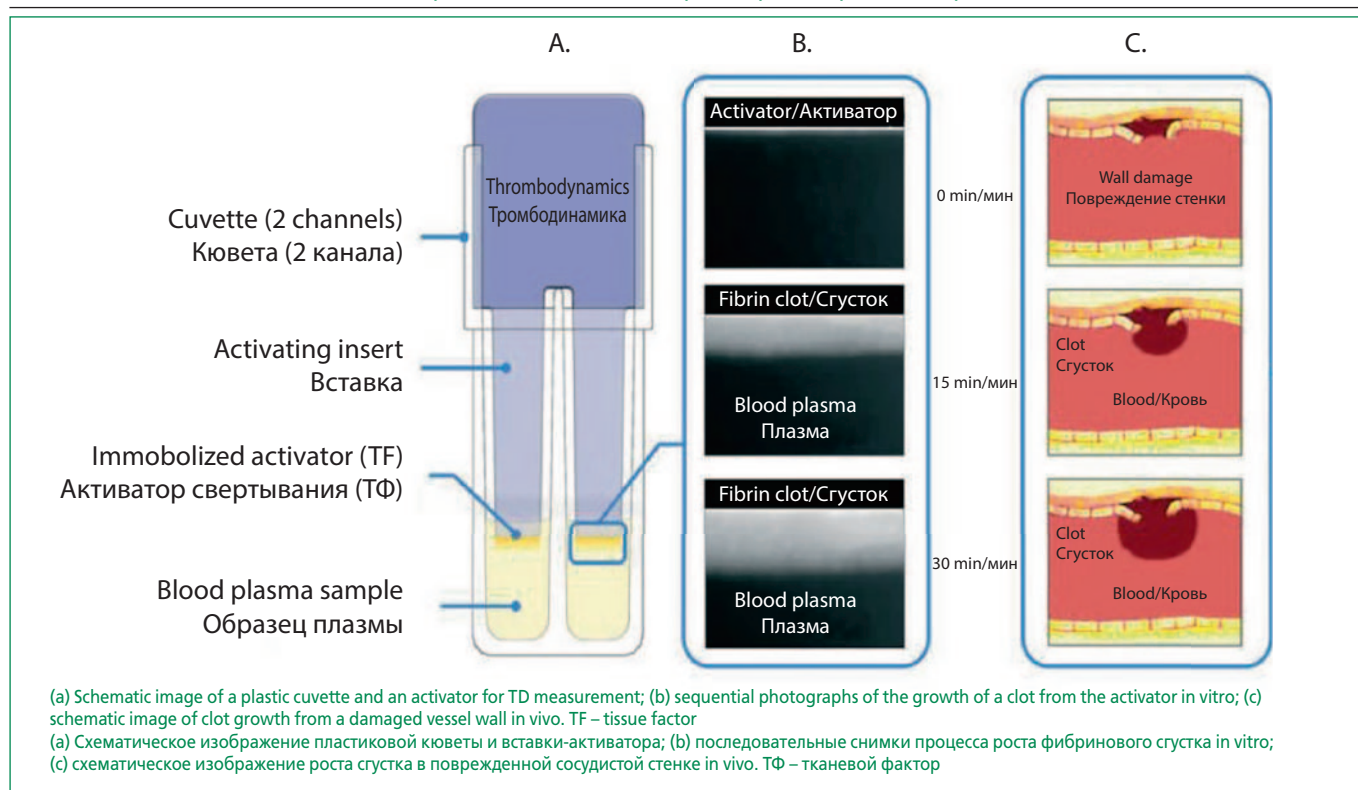 A.
B.
C.
Thrombodynamics
Тромбодинамика
Cuvette (2 channels)
Кювета (2 канала)
Activating insert
Вставка
Immobolized activator (TF)
Активатор свертывания (ТФ)
Blood plasma sample
Образец плазмы
Activator/Активатор
Fibrin clot/Сгусток
Blood plasma
Плазма
Fibrin clot/Сгусток
Blood plasma
Плазма
0 min/мин
15 min/мин
30 min/мин
Wall damage
Повреждение стенки
Clot
Сгусток
Blood/Кровь
Clot
Сгусток
Blood/Кровь
(a) Schematic image of a plastic cuvette and an activator for TD measurement; (b) sequential photographs of the growth of a clot from the activator in vitro; (c)
schematic image of clot growth from a damaged vessel wall in vivo. TF – tissue factor
(a) Схематическое изображение пластиковой кюветы и вставки-активатора; (b) последовательные снимки процесса роста фибринового сгустка in vitro;
(c) схематическое изображение роста сгустка в поврежденной сосудистой стенке in vivo. ТФ – тканевой фактор